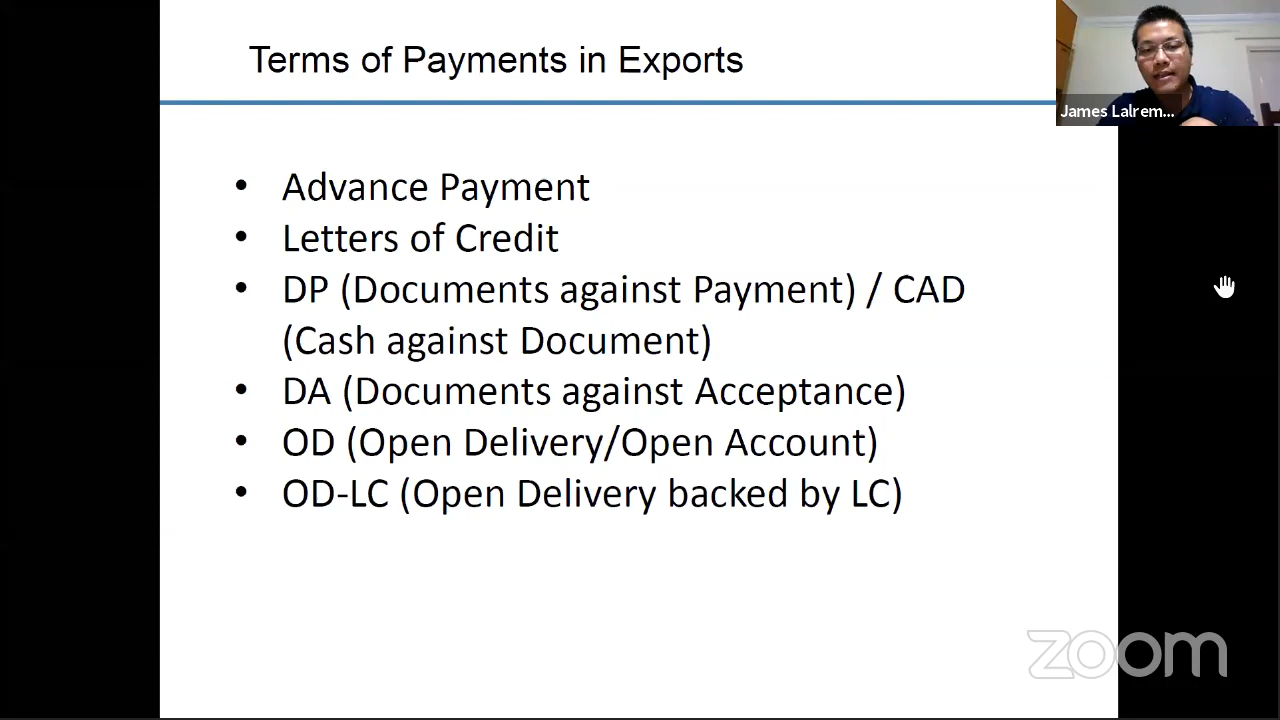 Terms of Payments in Exports
James Lalrem...
• Advance Payment
• Letters of Credit
• DP (Documents against Payment) / CAD
(Cash against Document)
• DA (Documents against Acceptance)
• OD (Open Delivery/Open Account)
• OD-LC (Open Delivery backed by LC)
zoom